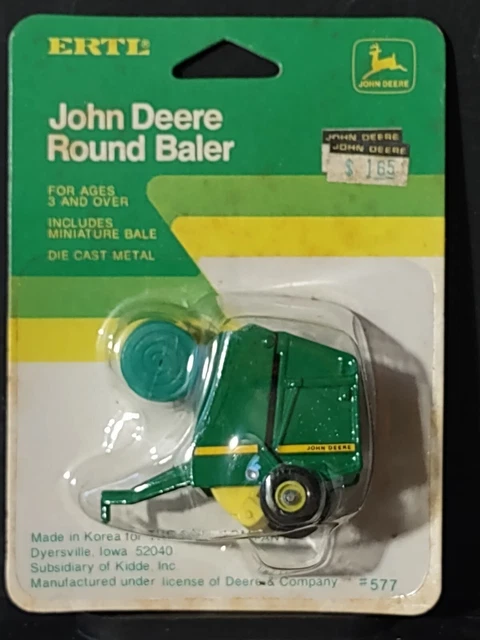 ERTL®
JOHN DEERE
John Deere
Round Baler
JOHN DEERE
JOHN DEERE
$ 1.65
FOR AGES
3 AND OVER
INCLUDES
MINIATURE BALE
DIE CAST METAL
JOHN DEERE
Made in Korea for
Dyersville, Iowa 52040
Subsidiary of Kidde, Inc
Manufactured under license of Deere & Company
#577